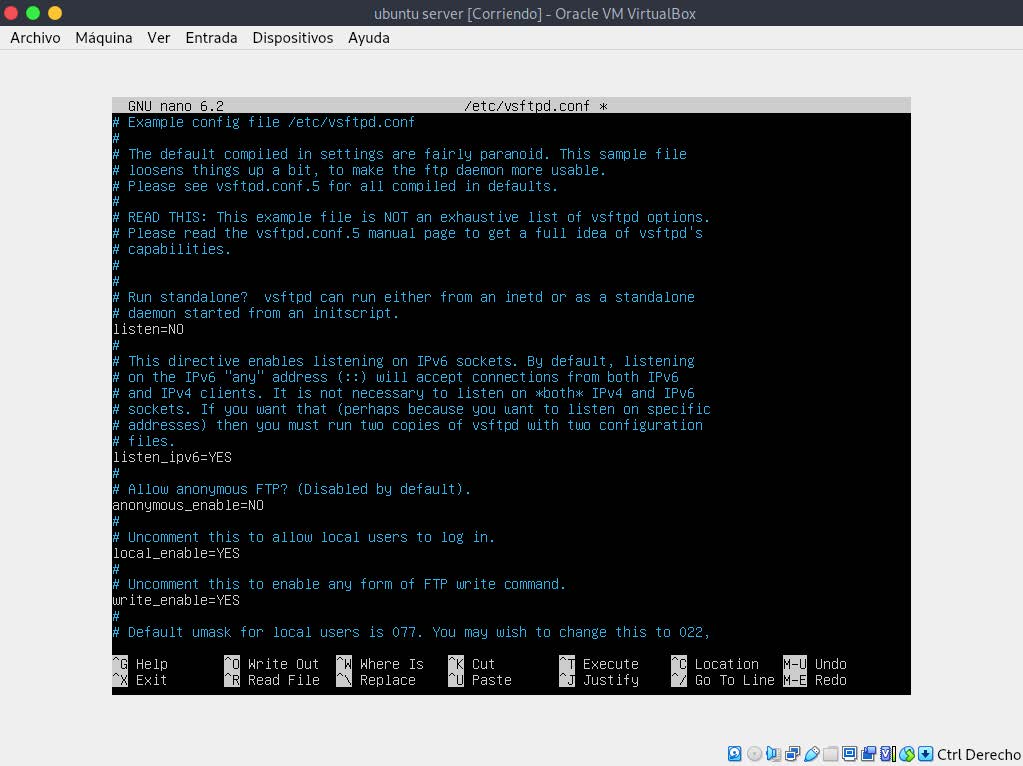 ubuntu server [Corriendo] - Oracle VM VirtualBox
Archivo Máquina Ver Entrada Dispositivos Ayuda
GNU nano 6.2 /etc/vsftpd.conf *
# Example config file /etc/vsftpd.conf
#
# The default compiled in settings are fairly paranoid. This sample file
# loosens things up a bit, to make the ftp daemon more usable.
# Please see vsftpd.conf.5 for all compiled in defaults.
#
# READ THIS: This example file is NOT an exhaustive list of vsftpd options.
# Please read the vsftpd.conf.5 manual page to get a full idea of vsftpd's
# capabilities.
#
#
# Run standalone?  vsftpd can run either from an inetd or as a standalone
# daemon started from an initscript.
listen=NO
#
# This directive enables listening on IPv6 sockets. By default, listening
# on the IPv6 "any" address (::) will accept connections from both IPv6
# and IPv4 clients. It is not necessary to listen on *both* IPv4 and IPv6
# sockets. If you want that (perhaps because you want to listen on specific
# addresses) then you must run two copies of vsftpd with two configuration
# files.
listen_ipv6=YES
#
# Allow anonymous FTP? (Disabled by default).
anonymous_enable=NO
#
# Uncomment this to allow local users to log in.
local_enable=YES
#
# Uncomment this to enable any form of FTP write command.
write_enable=YES
#
# Default umask for local users is 077. You may wish to change this to 022,
^G Help ^O Write Out ^W Where Is ^K Cut ^T Execute ^C Location M-U Undo
^X Exit ^R Read File ^\ Replace ^U Paste ^J Justify ^/ Go To Line M-E Redo
Ctrl Derecho